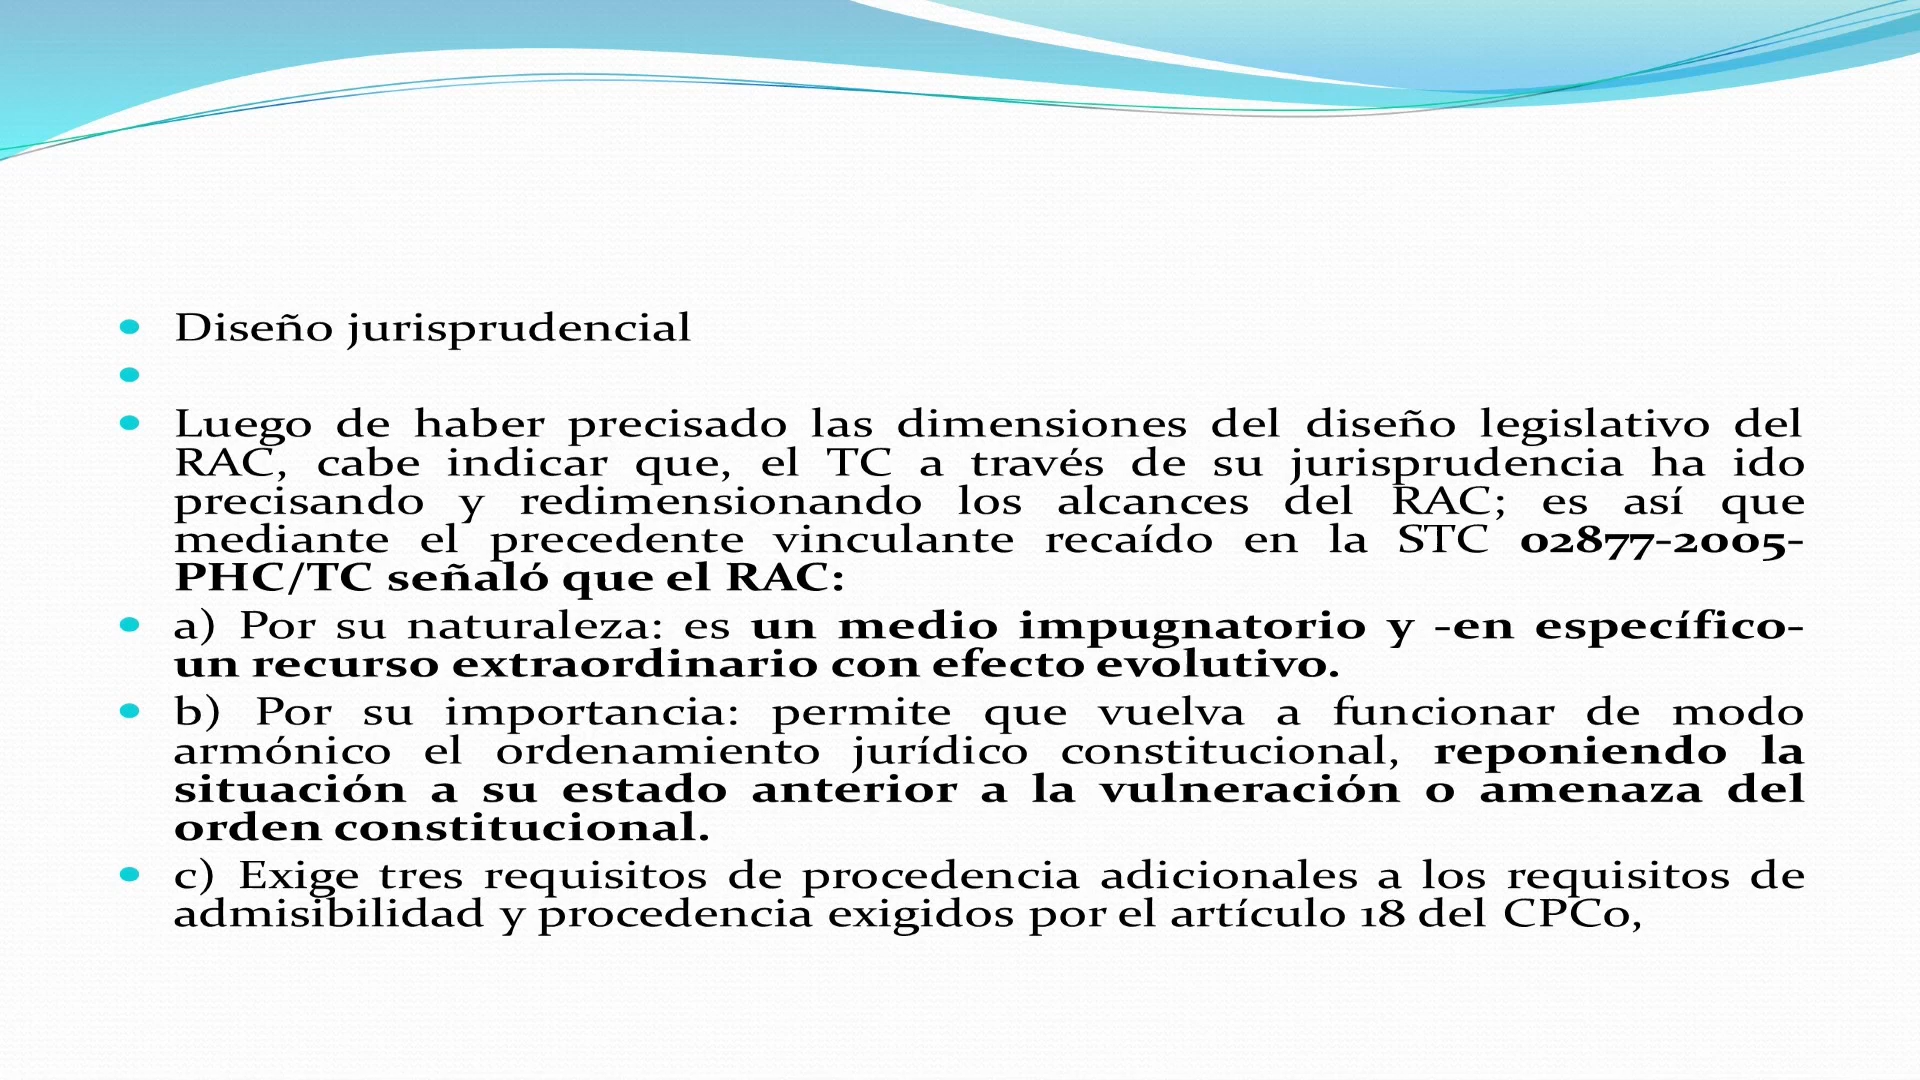 Diseño jurisprudencial
Luego de haber precisado las dimensiones del diseño legislativo del
RAC, cabe indicar que, el TC a través de su jurisprudencia ha ido
precisando y redimensionando los alcances del RAC; es así que
mediante el precedente vinculante recaído en la STC 02877-2005-
PHC/TC señaló que el RAC:
a) Por su naturaleza: es un medio impugnatorio y -en específico-
un recurso extraordinario con efecto evolutivo.
b) Por su importancia: permite que vuelva a funcionar de modo
armónico el ordenamiento jurídico constitucional, reponiendo la
situación a su estado anterior a la vulneración o amenaza del
orden constitucional.
c) Exige tres requisitos de procedencia adicionales a los requisitos de
admisibilidad y procedencia exigidos por el artículo 18 del CPCo,